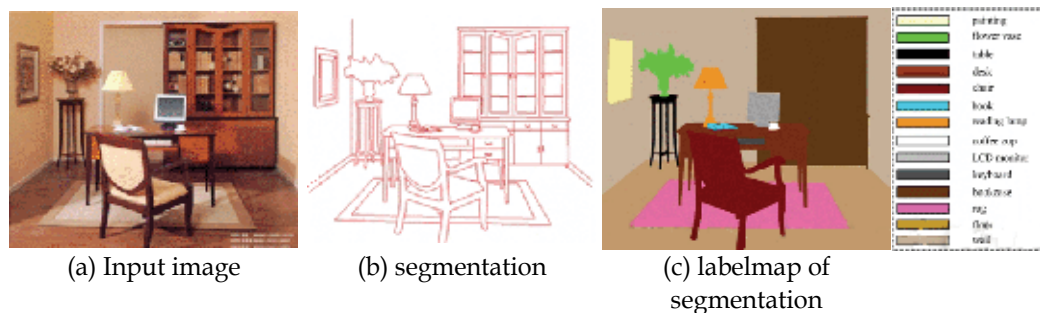 painting
flower vase
table
desk
chair
book
reading lamp
coffee cup
LCD monitor
keyboard
bookcase
rug
floor
wall
(a) Input image
(b) segmentation
(c) labelmap of
segmentation